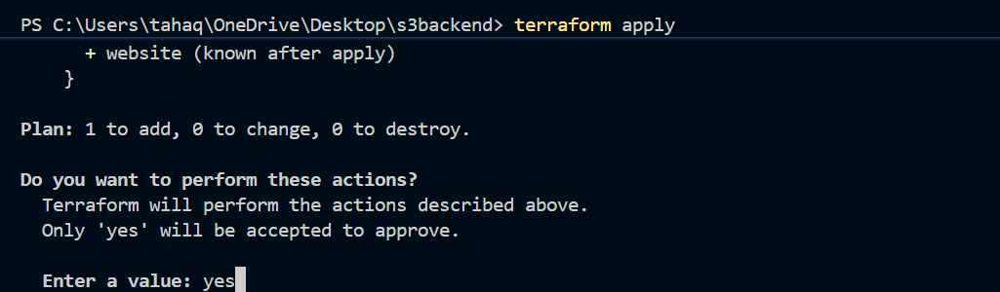 PS C:\Users\tahaq\OneDrive\Desktop\s3backend> terraform apply
+ website (known after apply)
}
Plan: 1 to add, 0 to change, 0 to destroy.
Do you want to perform these actions?
Terraform will perform the actions described above.
Only 'yes' will be accepted to approve.
Enter a value: yes